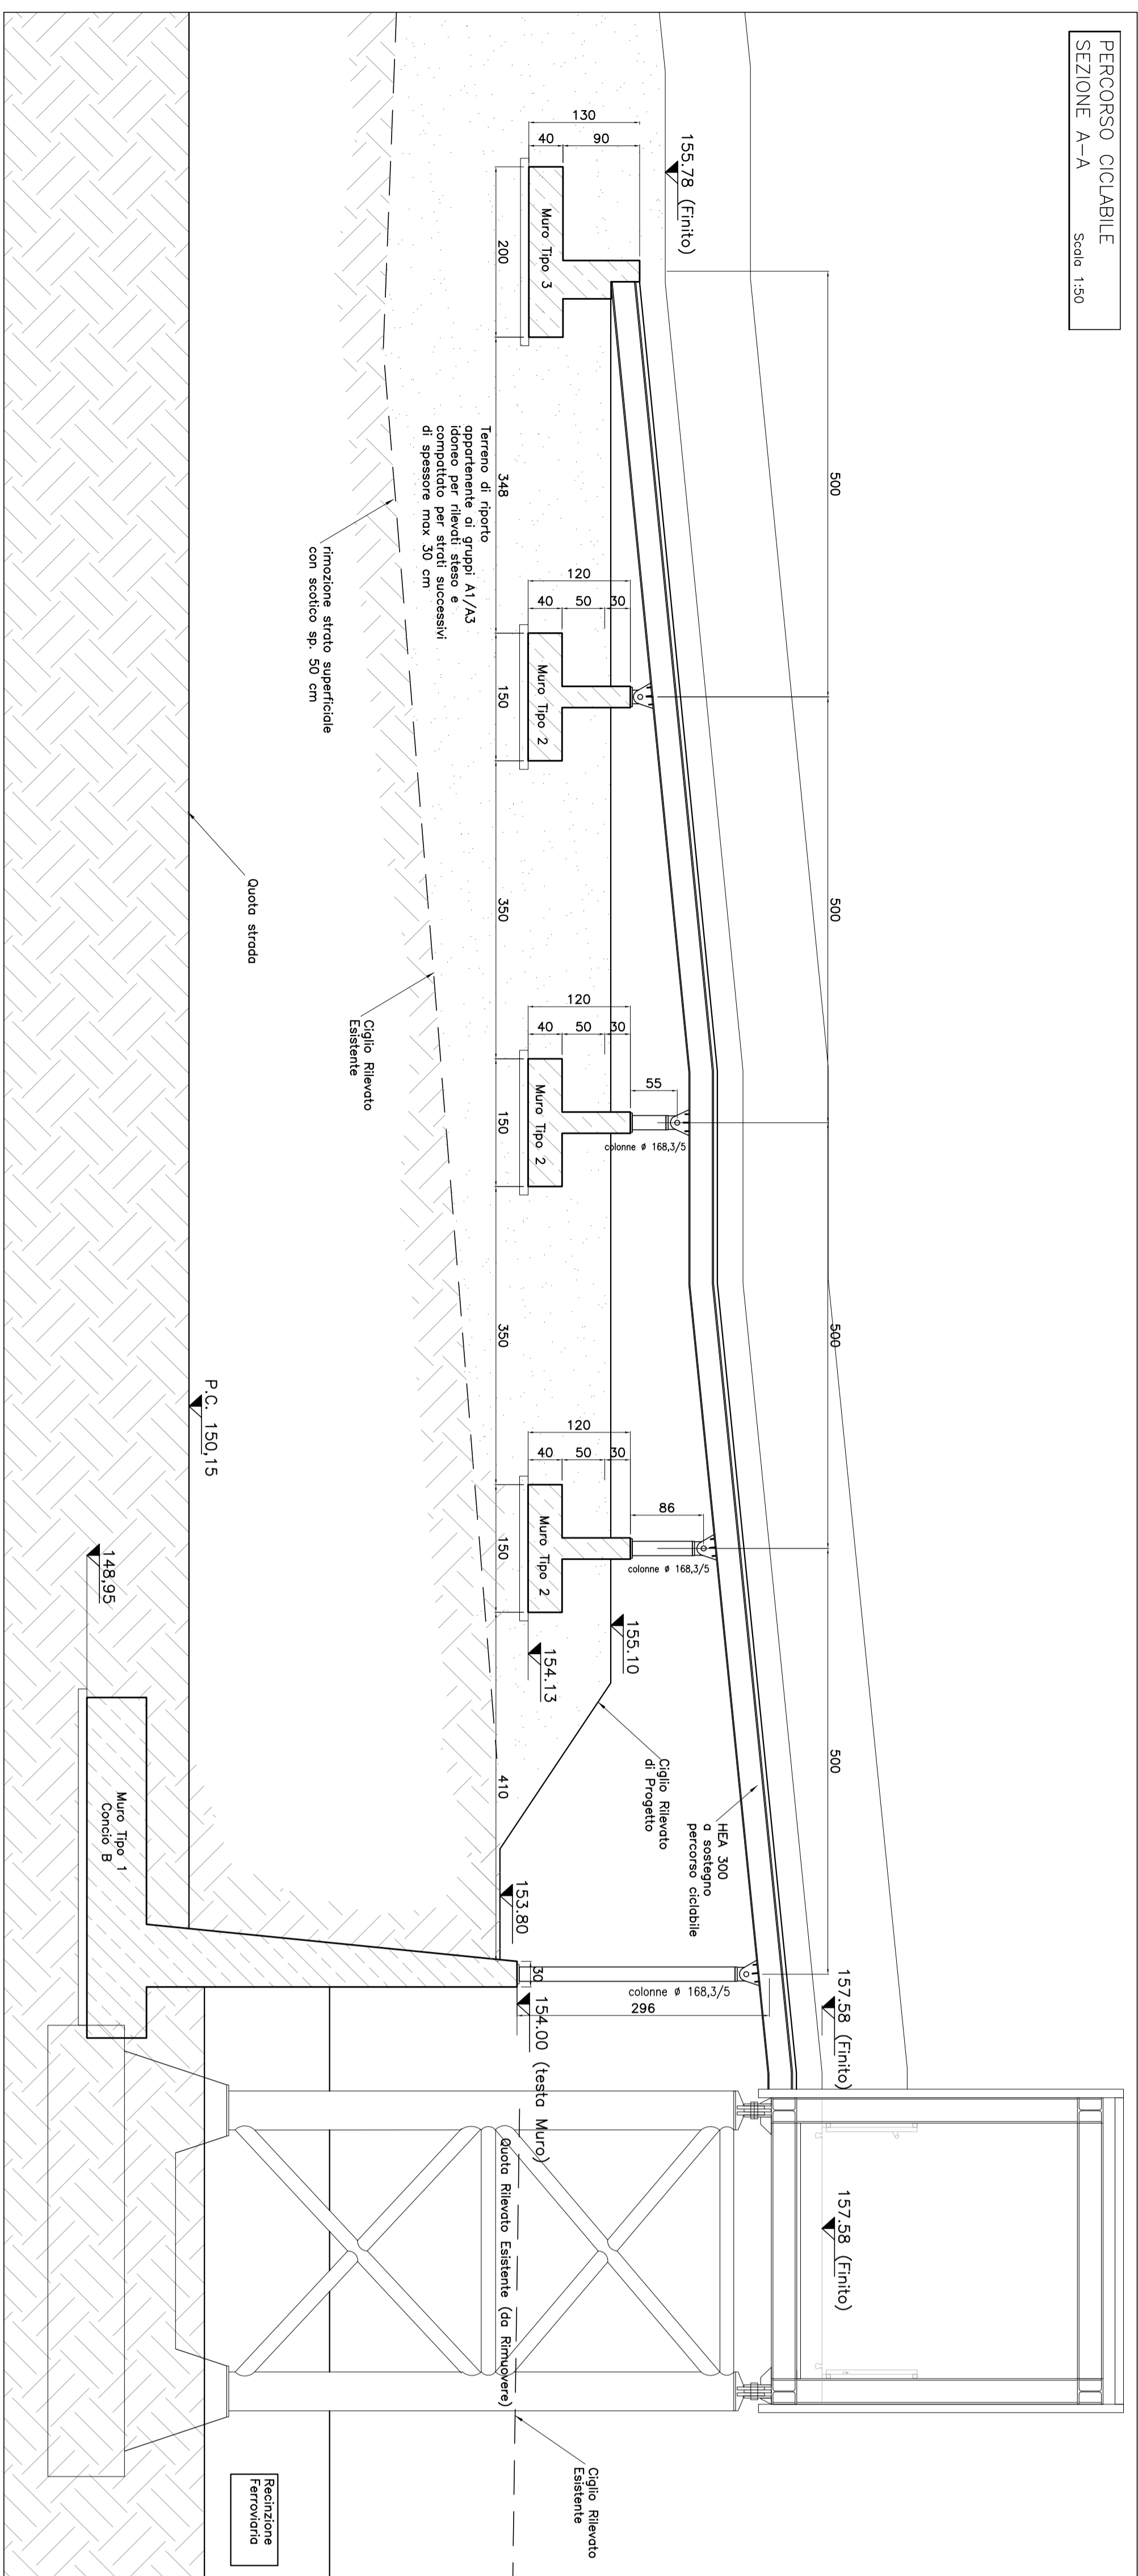 PERCORSO CICLABILE
SEZIONE A-A Scala 1:50
155.78 (Finito)
500
500
500
500
130
40
90
Muro Tipo 3
200
348
120
40
50
30
Muro Tipo 2
150
350
120
40
50
30
55
colonne ø 168,3/5
Muro Tipo 2
150
350
120
40
50
30
86
colonne ø 168,3/5
Muro Tipo 2
150
410
Terreno di riporto
appartenente ai gruppi A1/A3
idoneo per rilevati steso e
compattato per strati successivi
di spessore max 30 cm
rimozione strato superficiale
con scotico sp. 50 cm
Quota strada
Ciglio Rilevato
Esistente
P.C. 150,15
148,95
155.10
154.13
Ciglio Rilevato
di Progetto
HEA 300
a sostegno
percorso ciclabile
153.80
30
colonne ø 168,3/5
296
154.00 (testa Muro)
157.58 (Finito)
157.58 (Finito)
Muro Tipo 1
Concio B
Quota Rilevato Esistente (da Rimuovere)
Ciglio Rilevato
Esistente
Recinzione
Ferroviaria